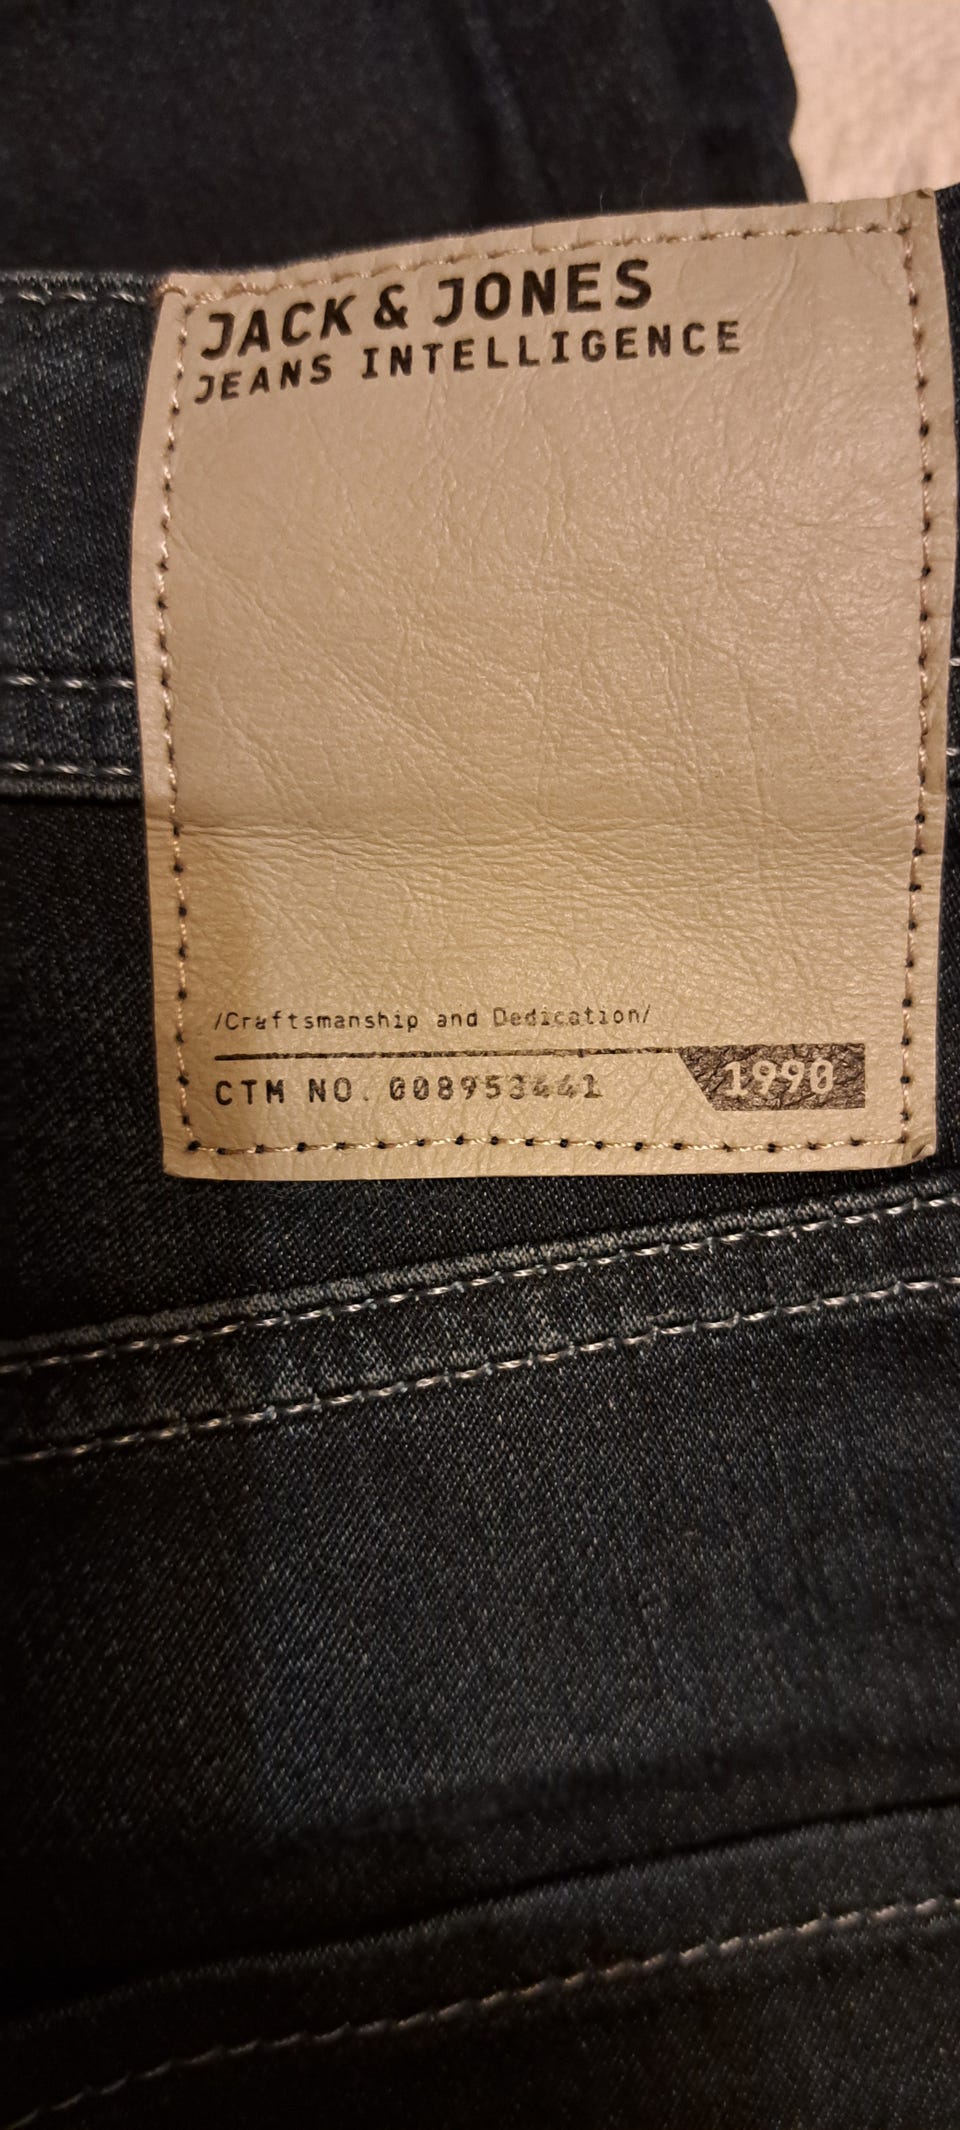 JACK & JONES
JEANS INTELLIGENCE
/Craftsmanship and Dedication/
CTM NO. 008953441
1990